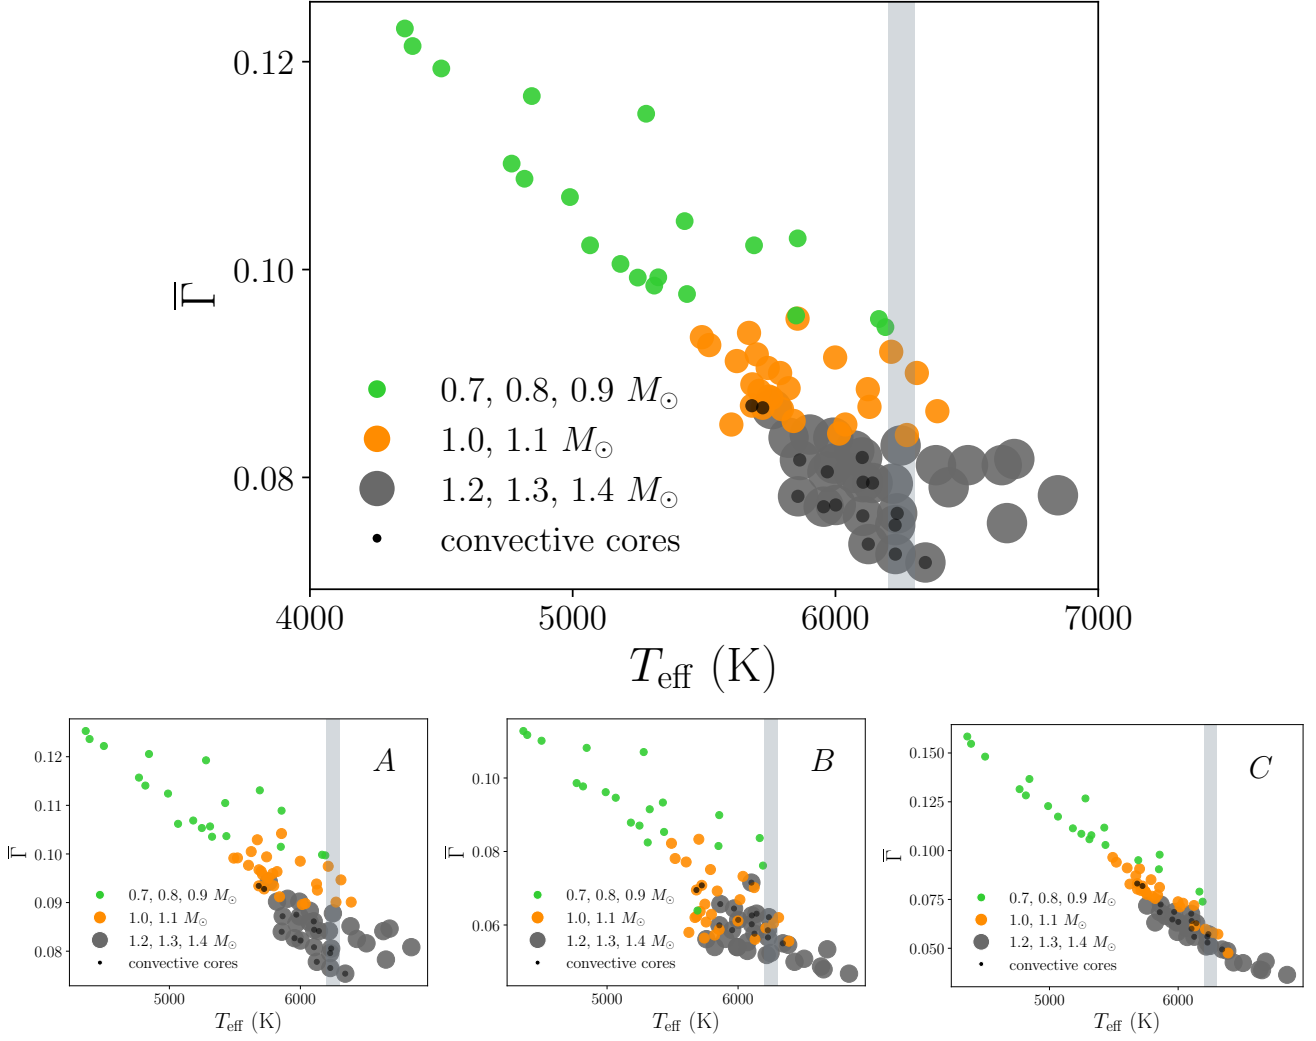 0.12
0.10
0.08
Γ̅
0.7, 0.8, 0.9 M⊙
1.0, 1.1 M⊙
1.2, 1.3, 1.4 M⊙
convective cores
4000 5000 6000 7000
T_eff (K)
A
0.12
0.11
0.10
0.09
0.08
Γ̅
0.7, 0.8, 0.9 M⊙
1.0, 1.1 M⊙
1.2, 1.3, 1.4 M⊙
convective cores
5000 6000
T_eff (K)
B
0.10
0.08
0.06
Γ̅
0.7, 0.8, 0.9 M⊙
1.0, 1.1 M⊙
1.2, 1.3, 1.4 M⊙
convective cores
5000 6000
T_eff (K)
C
0.150
0.125
0.100
0.075
0.050
Γ̅
0.7, 0.8, 0.9 M⊙
1.0, 1.1 M⊙
1.2, 1.3, 1.4 M⊙
convective cores
5000 6000
T_eff (K)